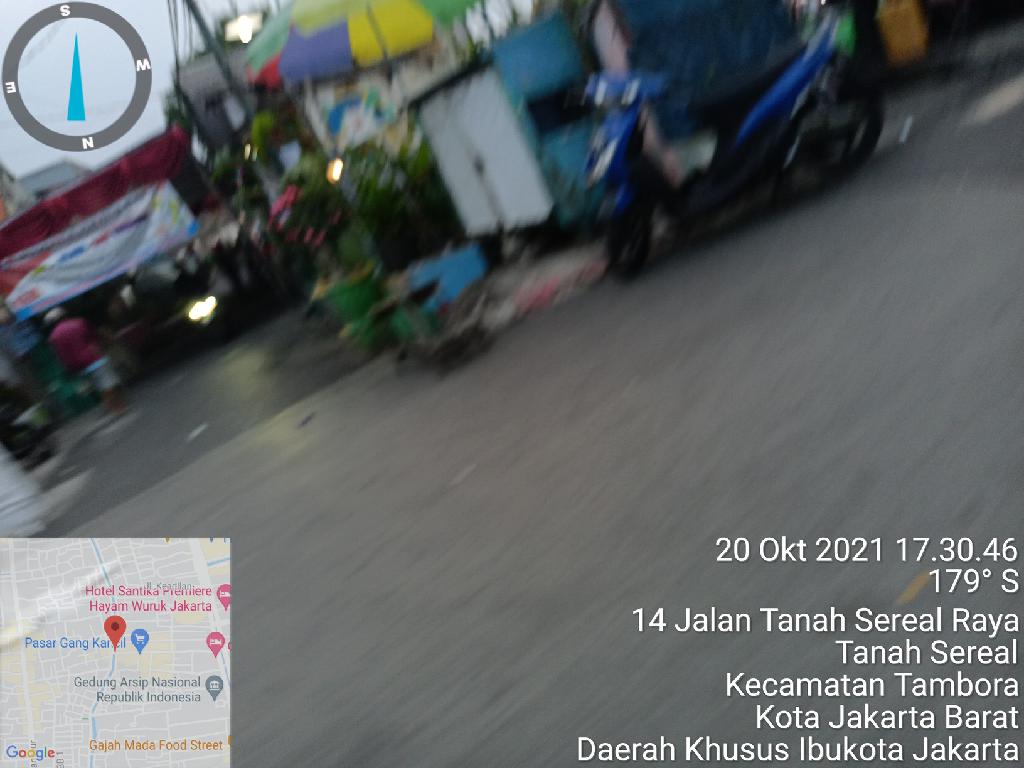 S
W
E
N
Jl. Keadilan
Hotel Santika Premiere
Hayam Wuruk Jakarta
Pasar Gang Kancil
Gedung Arsip Nasional
Republik Indonesia
Gajah Mada Food Street
Google
20 Okt 2021 17.30.46
179° S
14 Jalan Tanah Sereal Raya
Tanah Sereal
Kecamatan Tambora
Kota Jakarta Barat
Daerah Khusus Ibukota Jakarta